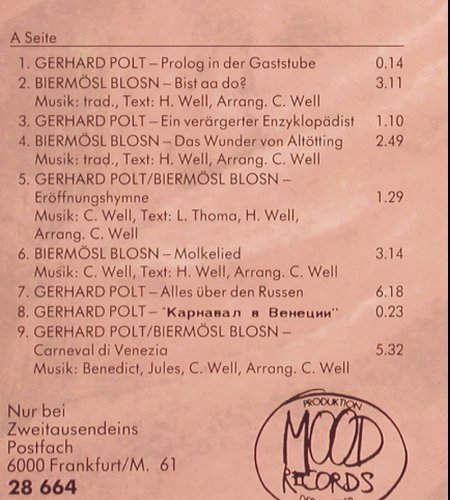 A Seite
1. GERHARD POLT – Prolog in der Gaststube 0.14
2. BIERMÖSL BLOSN – Bist aa do? 3.11
Musik: trad., Text: H. Well, Arrang. C. Well
3. GERHARD POLT – Ein verärgerter Enzyklopädist 1.10
4. BIERMÖSL BLOSN – Das Wunder von Altötting 2.49
Musik: trad., Text: H. Well, Arrang. C. Well
5. GERHARD POLT/BIERMÖSL BLOSN –
Eröffnungshymne 1.29
Musik: C. Well, Text: L. Thoma, H. Well,
Arrang. C. Well
6. BIERMÖSL BLOSN – Molkelied 3.14
Musik: C. Well, Text: H. Well, Arrang. C. Well
7. GERHARD POLT – Alles über den Russen 6.18
8. GERHARD POLT – "Карнавал в Венеции" 0.23
9. GERHARD POLT/BIERMÖSL BLOSN –
Carneval di Venezia 5.32
Musik: Benedict, Jules, C. Well, Arrang. C. Well
Nur bei
Zweitausendeins
Postfach
6000 Frankfurt/M. 61
28 664
PRODUKTION
MOOD
RECORDS